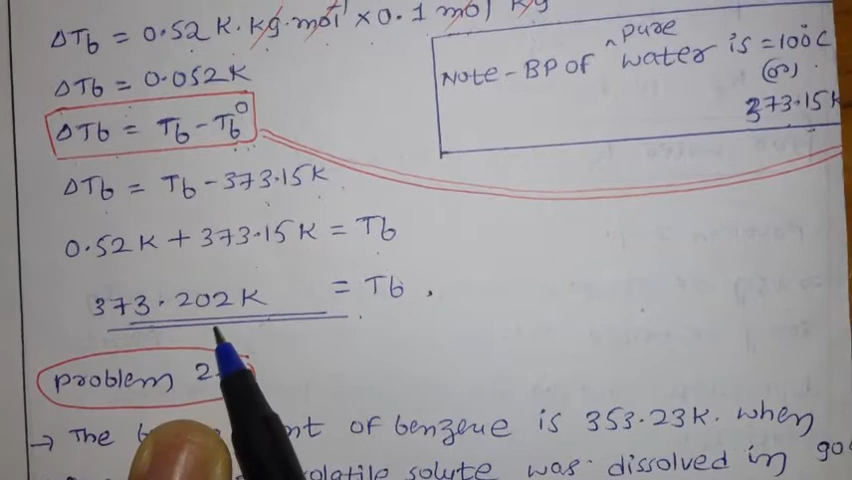 ΔTb = 0.52 K.Kg.mol⁻¹ × 0.1 mol Kg
ΔTb = 0.052K
ΔTb = Tb - Tb⁰
ΔTb = Tb - 373.15K
0.52K + 373.15K = Tb
373.202K = Tb.
Note - BP of ^pure water is = 100°C
(or)
373.15K
Problem 2
→ The of benzene is 353.23K. when
volatile solute was dissolved in 90